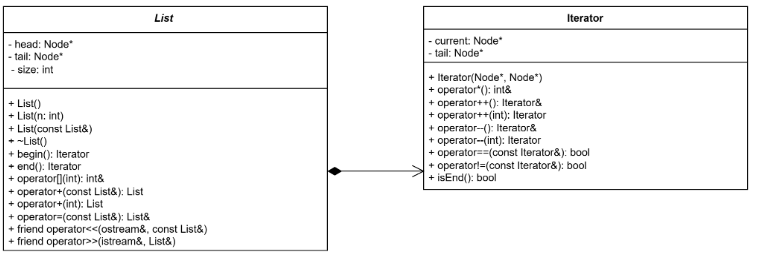 List
- head: Node*
- tail: Node*
- size: int
+ List()
+ List(n: int)
+ List(const List&)
+ ~List()
+ begin(): Iterator
+ end(): Iterator
+ operator[](int): int&
+ operator+(const List&): List
+ operator+(int): List
+ operator=(const List&): List&
+ friend operator<<(ostream&, const List&)
+ friend operator>>(istream&, List&)
Iterator
- current: Node*
- tail: Node*
+ Iterator(Node*, Node*)
+ operator*(): int&
+ operator++(): Iterator&
+ operator++(int): Iterator
+ operator--(): Iterator&
+ operator--(int): Iterator
+ operator==(const Iterator&): bool
+ operator!=(const Iterator&): bool
+ isEnd(): bool